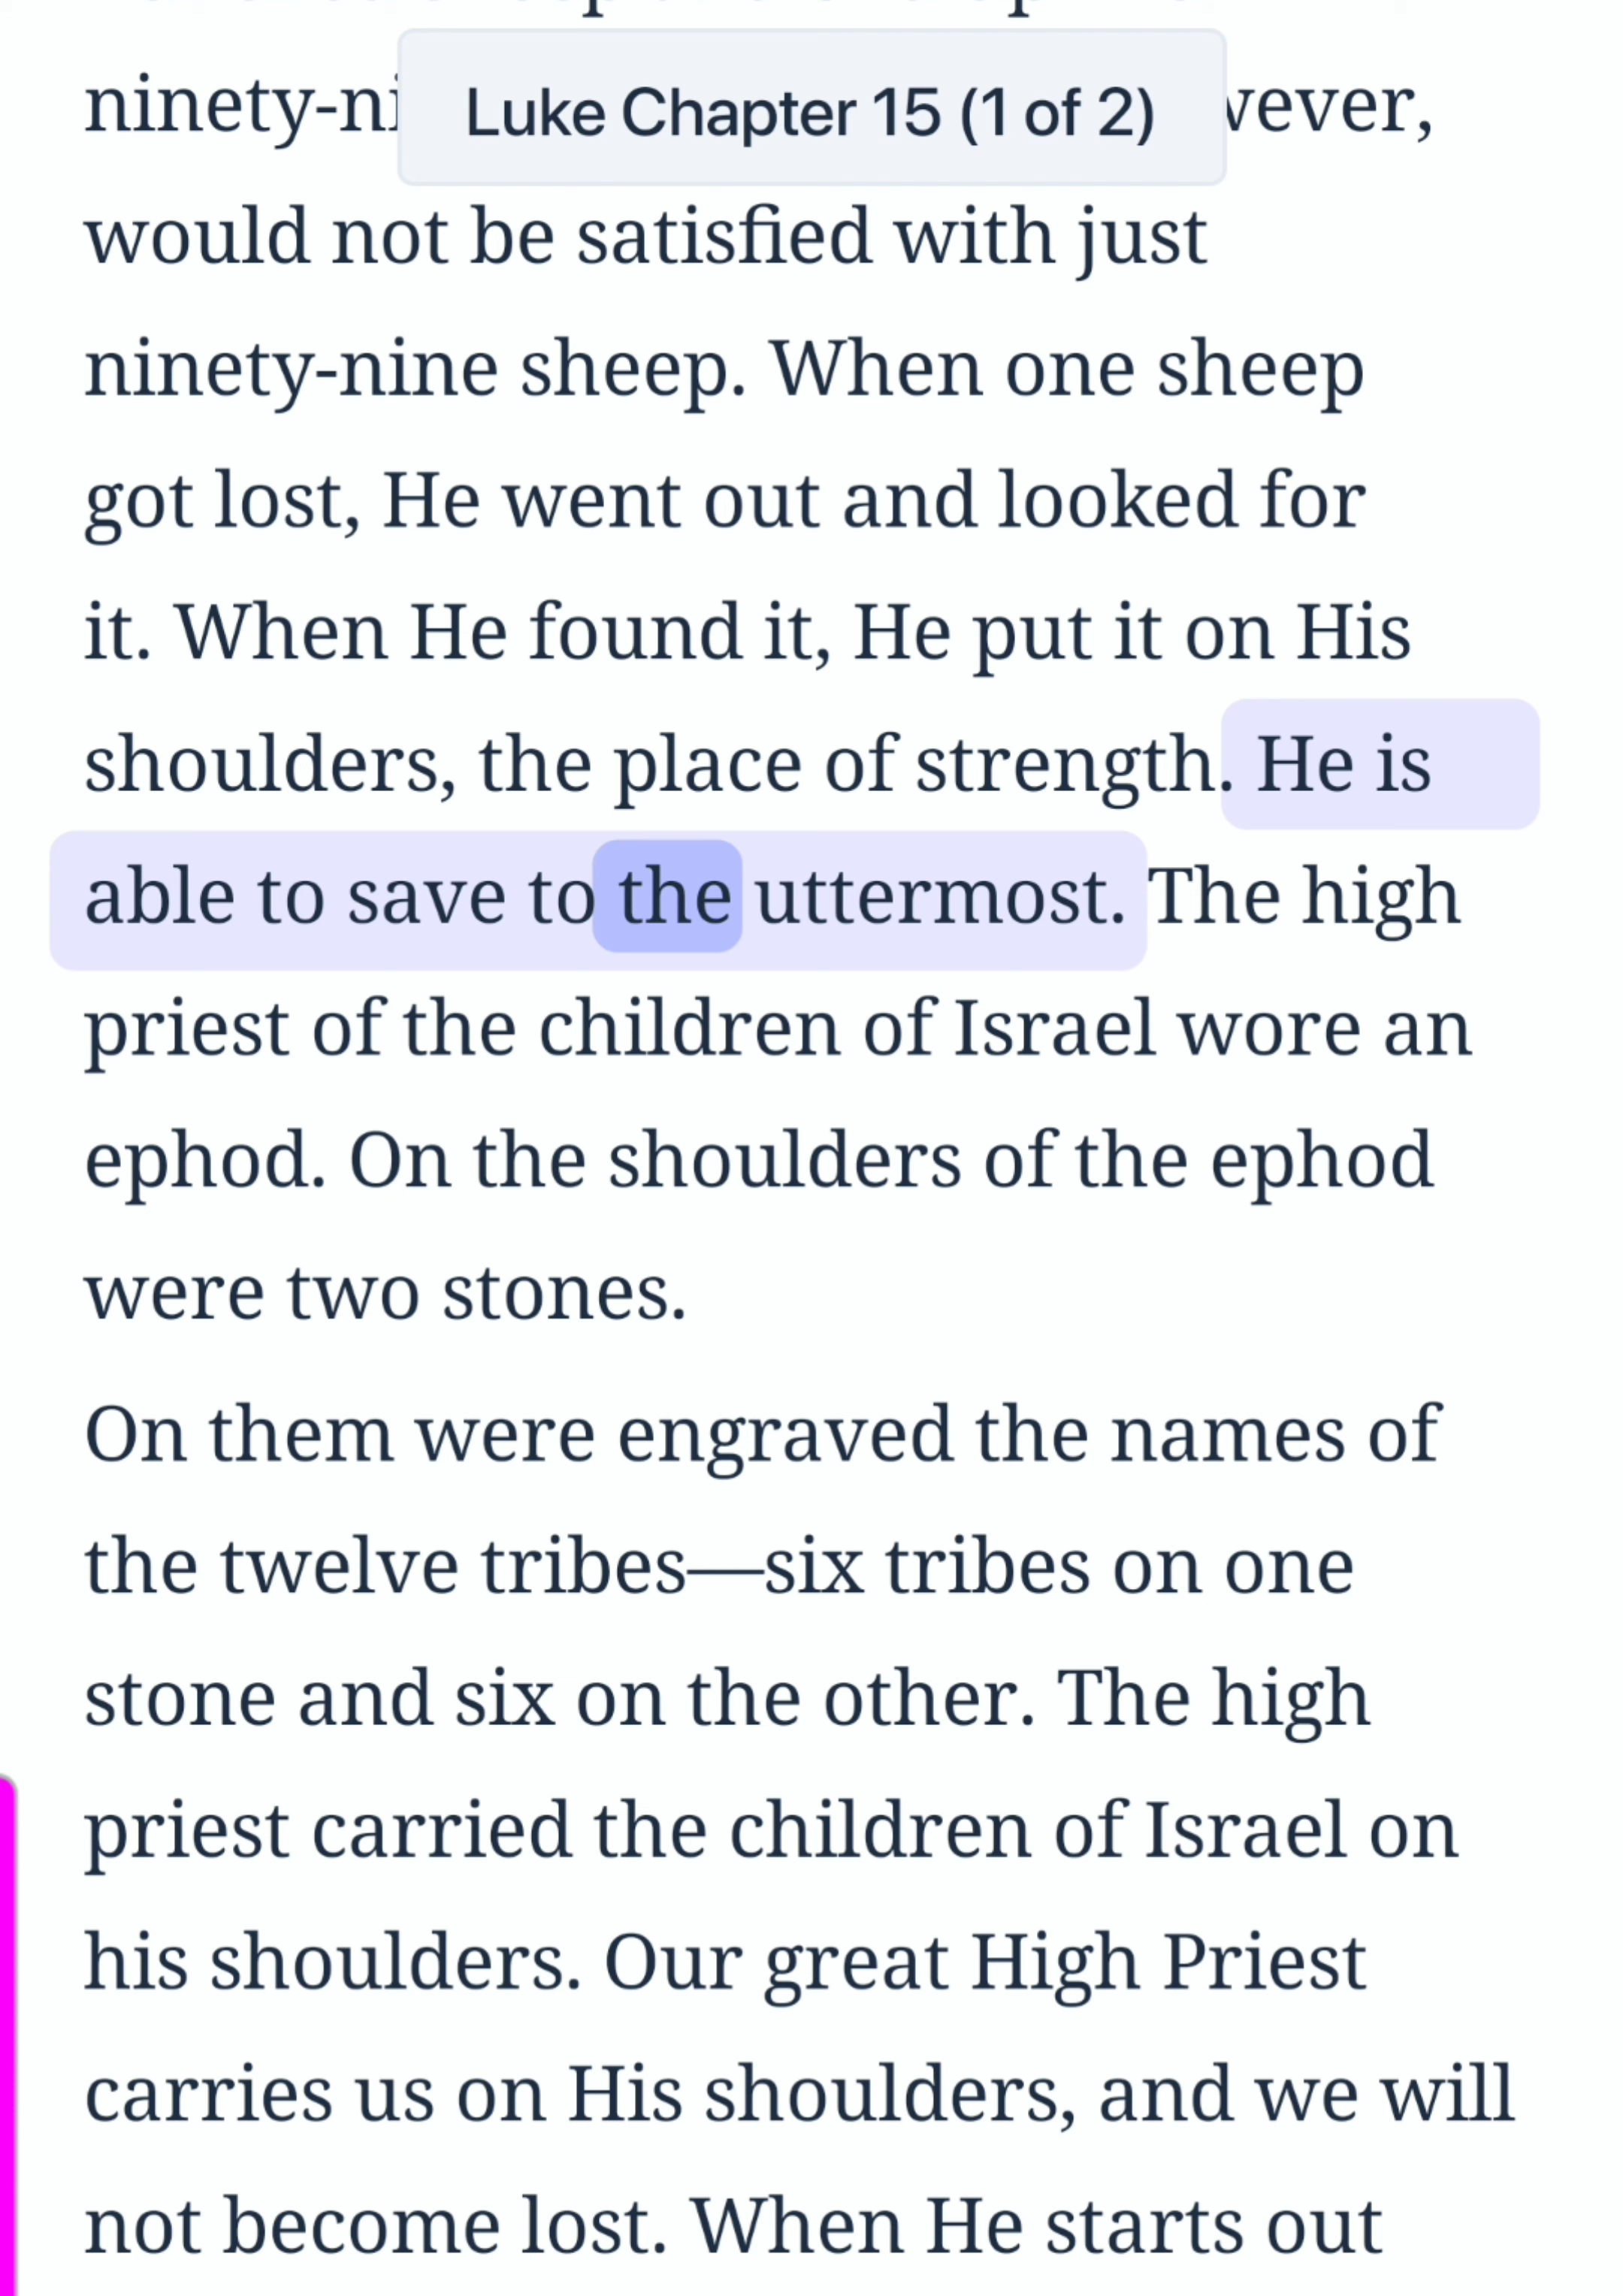 Luke Chapter 15 (1 of 2)
would not be satisfied with just
ninety-nine sheep. When one sheep
got lost, He went out and looked for
it. When He found it, He put it on His
shoulders, the place of strength. He is
able to save to the uttermost. The high
priest of the children of Israel wore an
ephod. On the shoulders of the ephod
were two stones.
On them were engraved the names of
the twelve tribes—six tribes on one
stone and six on the other. The high
priest carried the children of Israel on
his shoulders. Our great High Priest
carries us on His shoulders, and we will
not become lost. When He starts out